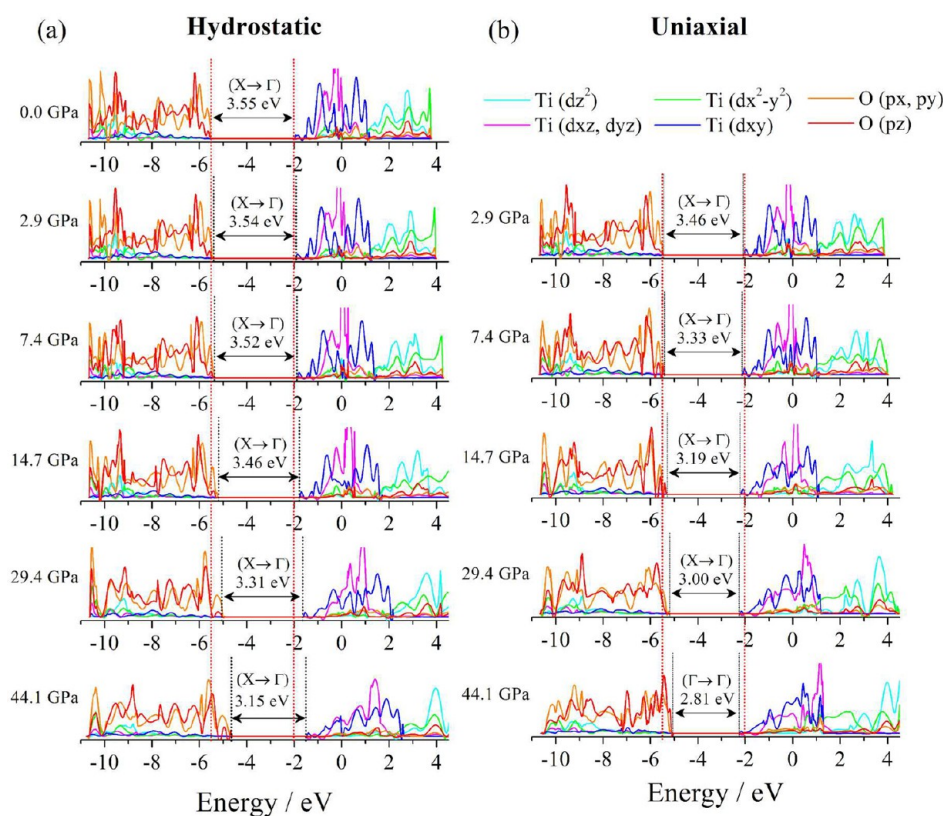 (a)
Hydrostatic
0.0 GPa
(X→Γ)
3.55 eV
-10 -8 -6 -4 -2 0 2 4
2.9 GPa
(X→Γ)
3.54 eV
-10 -8 -6 -4 -2 0 2 4
7.4 GPa
(X→Γ)
3.52 eV
-10 -8 -6 -4 -2 0 2 4
14.7 GPa
(X→Γ)
3.46 eV
-10 -8 -6 -4 -2 0 2 4
29.4 GPa
(X→Γ)
3.31 eV
-10 -8 -6 -4 -2 0 2 4
44.1 GPa
(X→Γ)
3.15 eV
-10 -8 -6 -4 -2 0 2 4
Energy / eV
(b)
Uniaxial
Ti (dz²) Ti (dx²-y²) O (px, py)
Ti (dxz, dyz) Ti (dxy) O (pz)
2.9 GPa
(X→Γ)
3.46 eV
-10 -8 -6 -4 -2 0 2 4
7.4 GPa
(X→Γ)
3.33 eV
-10 -8 -6 -4 -2 0 2 4
14.7 GPa
(X→Γ)
3.19 eV
-10 -8 -6 -4 -2 0 2 4
29.4 GPa
(X→Γ)
3.00 eV
-10 -8 -6 -4 -2 0 2 4
44.1 GPa
(Γ→Γ)
2.81 eV
-10 -8 -6 -4 -2 0 2 4
Energy / eV